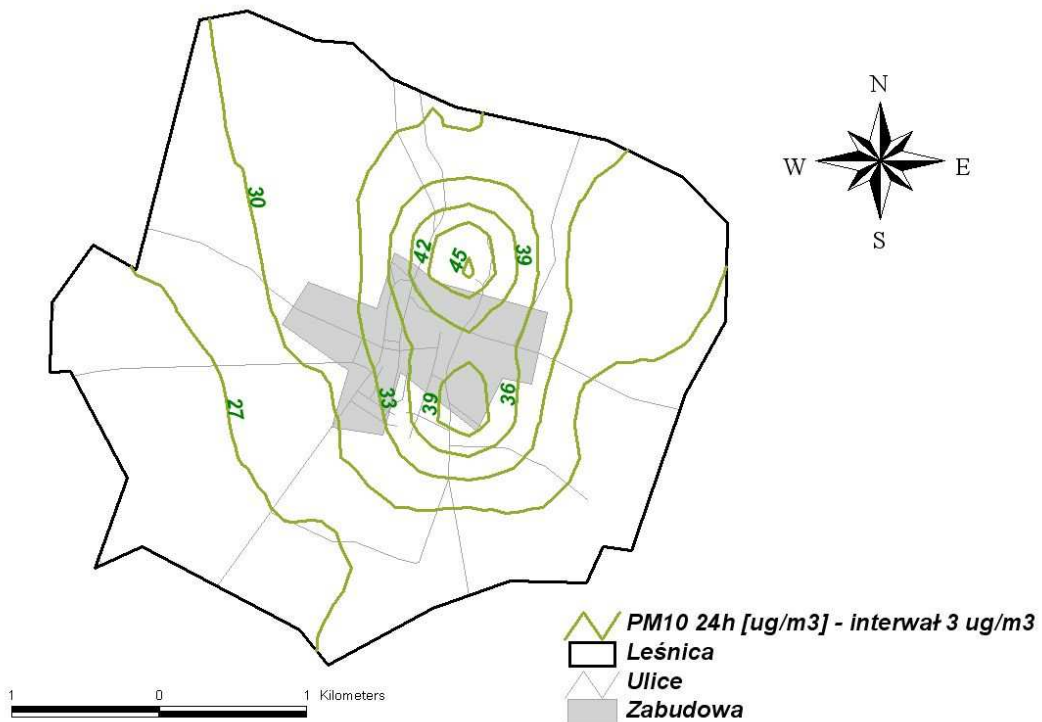 N
W E
S
30
42
45
39
27
33
39
36
PM10 24h [ug/m3] - interwał 3 ug/m3
Leśnica
Ulice
Zabudowa
1 0 1 Kilometers